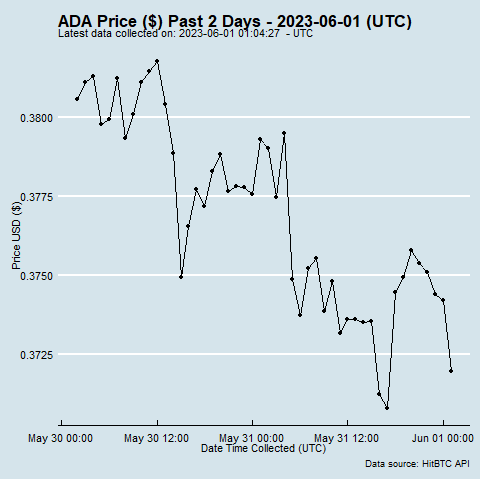 ADA Price ($) Past 2 Days - 2023-06-01 (UTC)
Latest data collected on: 2023-06-01 01:04:27 - UTC
Price USD ($)
0.3800
0.3775
0.3750
0.3725
May 30 00:00 May 30 12:00 May 31 00:00 May 31 12:00 Jun 01 00:00
Date Time Collected (UTC)
Data source: HitBTC API